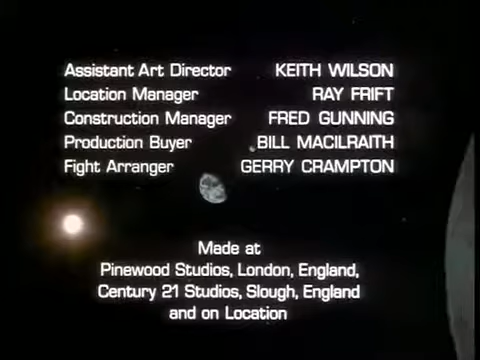 Assistant Art Director KEITH WILSON
Location Manager RAY FRIFT
Construction Manager FRED GUNNING
Production Buyer BILL MACILRAITH
Fight Arranger GERRY CRAMPTON
Made at
Pinewood Studios, London, England,
Century 21 Studios, Slough, England
and on Location